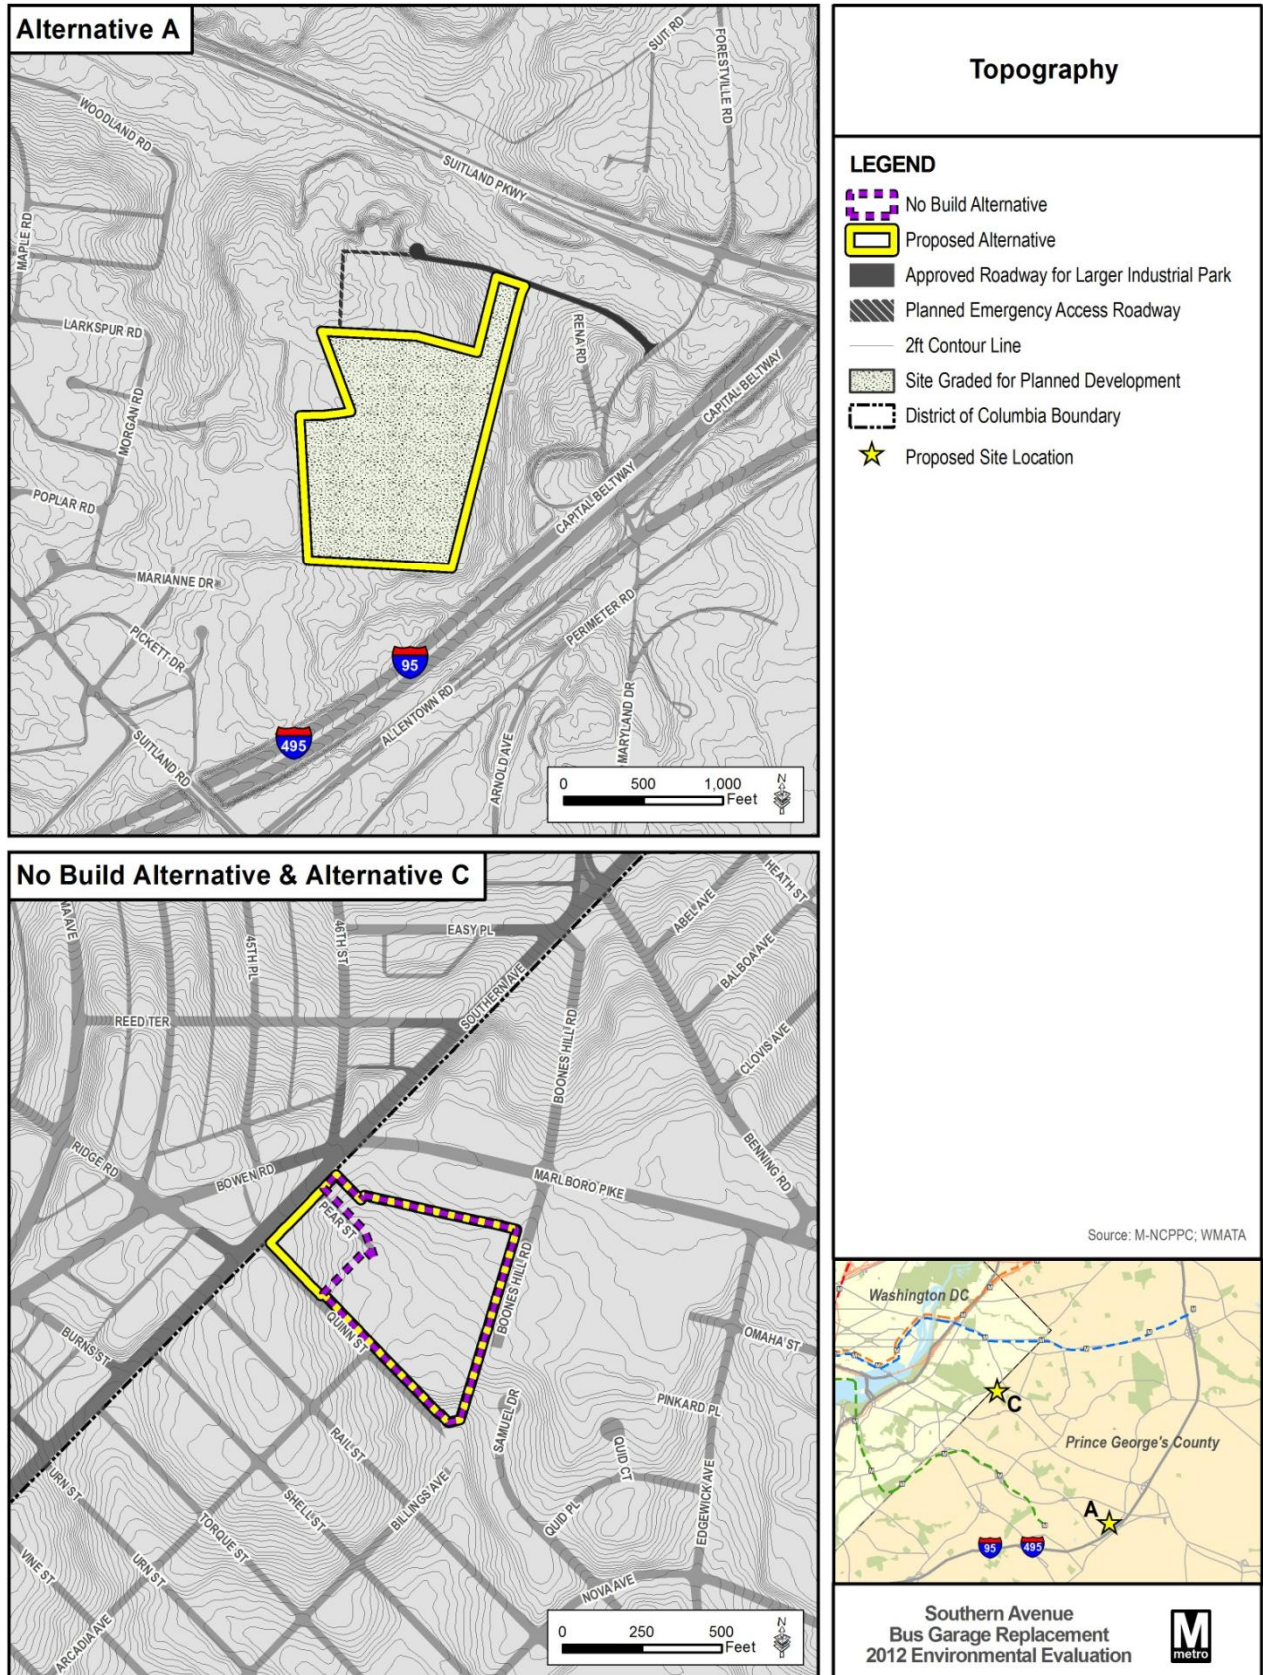 Alternative A
SUIT RD
FORESTVILLE RD
WOODLAND RD
SUITLAND PKWY
MAPLE RD
LARKSPUR RD
RENA RD
MORGAN RD
CAPITAL BELTWAY
CAPITAL BELTWAY
POPLAR RD
MARIANNE DR
PICKETT DR
PERIMETER RD
95
ALLENTOWN RD
MARYLAND DR
SUITLAND RD
495
ARNOLD AVE
0 500 1,000
Feet
N
No Build Alternative & Alternative C
MA AVE
45TH PL
46TH ST
EASY PL
ABEL AVE
HEATH ST
BALBOA AVE
SOUTHERN AVE
REED TER
BOONES HILL RD
CLOVIS AVE
RIDGE RD
BOWEN RD
BENNING RD
MARLBORO PIKE
PEAR ST
BOONES HILL RD
QUINN ST
BURNS ST
OMAHA ST
PINKARD PL
SAMUEL DR
RAIL ST
QUID CT
BILLINGS AVE
EDGEWICK AVE
URN ST
SHELL ST
TORQUE ST
QUID PL
VINE ST
URN ST
NOVA AVE
ARCADIA AVE
0 250 500
Feet
N
Topography
LEGEND
No Build Alternative
Proposed Alternative
Approved Roadway for Larger Industrial Park
Planned Emergency Access Roadway
2ft Contour Line
Site Graded for Planned Development
District of Columbia Boundary
Proposed Site Location
Source: M-NCPPC; WMATA
Washington DC
C
Prince George's County
A
95 495
Southern Avenue
Bus Garage Replacement
2012 Environmental Evaluation
M
metro